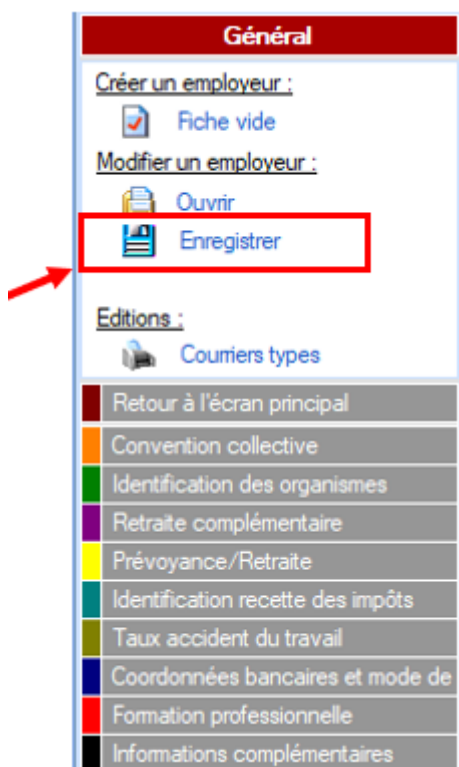 Général
Créer un employeur :
Fiche vide
Modifier un employeur :
Ouvrir
Enregistrer
Editions :
Courriers types
Retour à l'écran principal
Convention collective
Identification des organismes
Retraite complémentaire
Prévoyance/Retraite
Identification recette des impôts
Taux accident du travail
Coordonnées bancaires et mode de
Formation professionnelle
Informations complémentaires